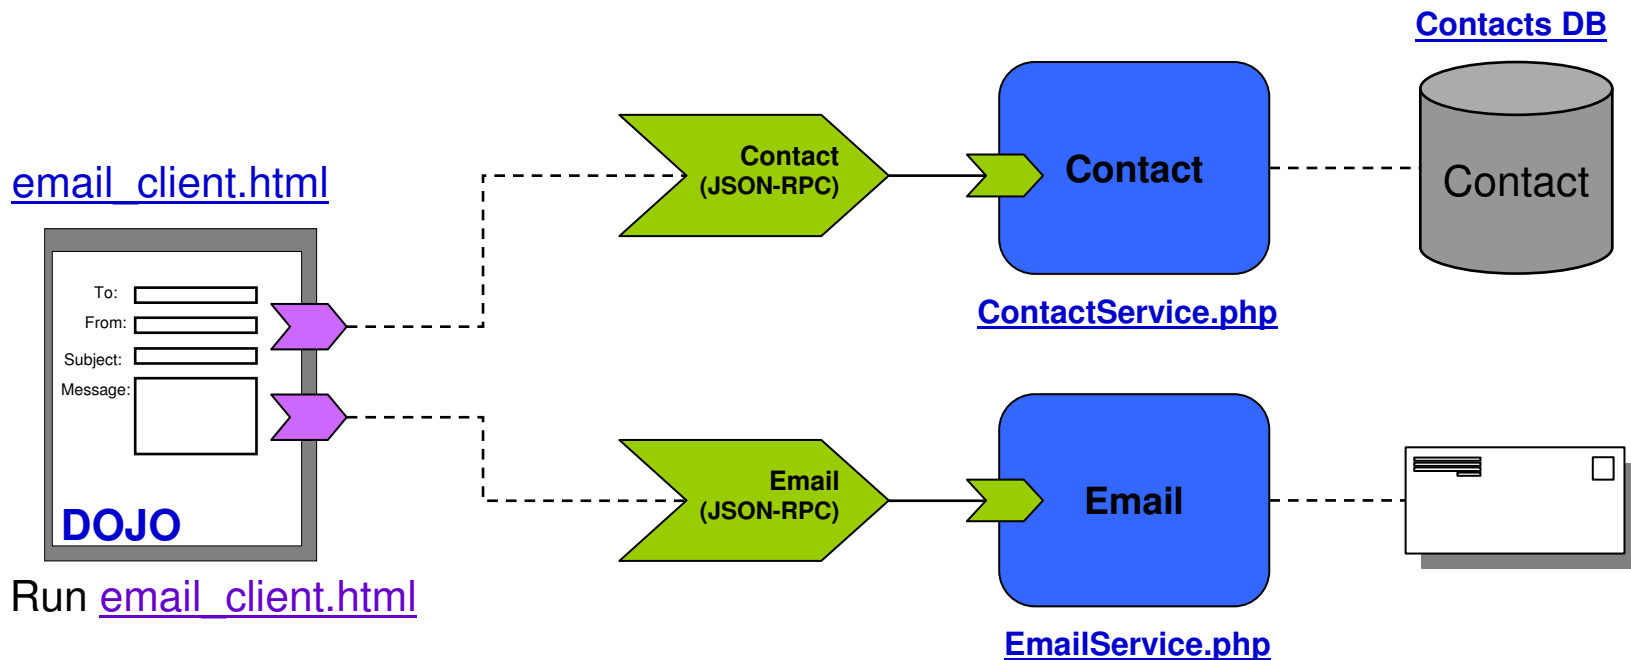 Contacts DB
email_client.html
Contact
(JSON-RPC)
Contact
Contact
To:
From:
Subject:
Message:
ContactService.php
DOJO
Email
(JSON-RPC)
Email
Run email_client.html
EmailService.php